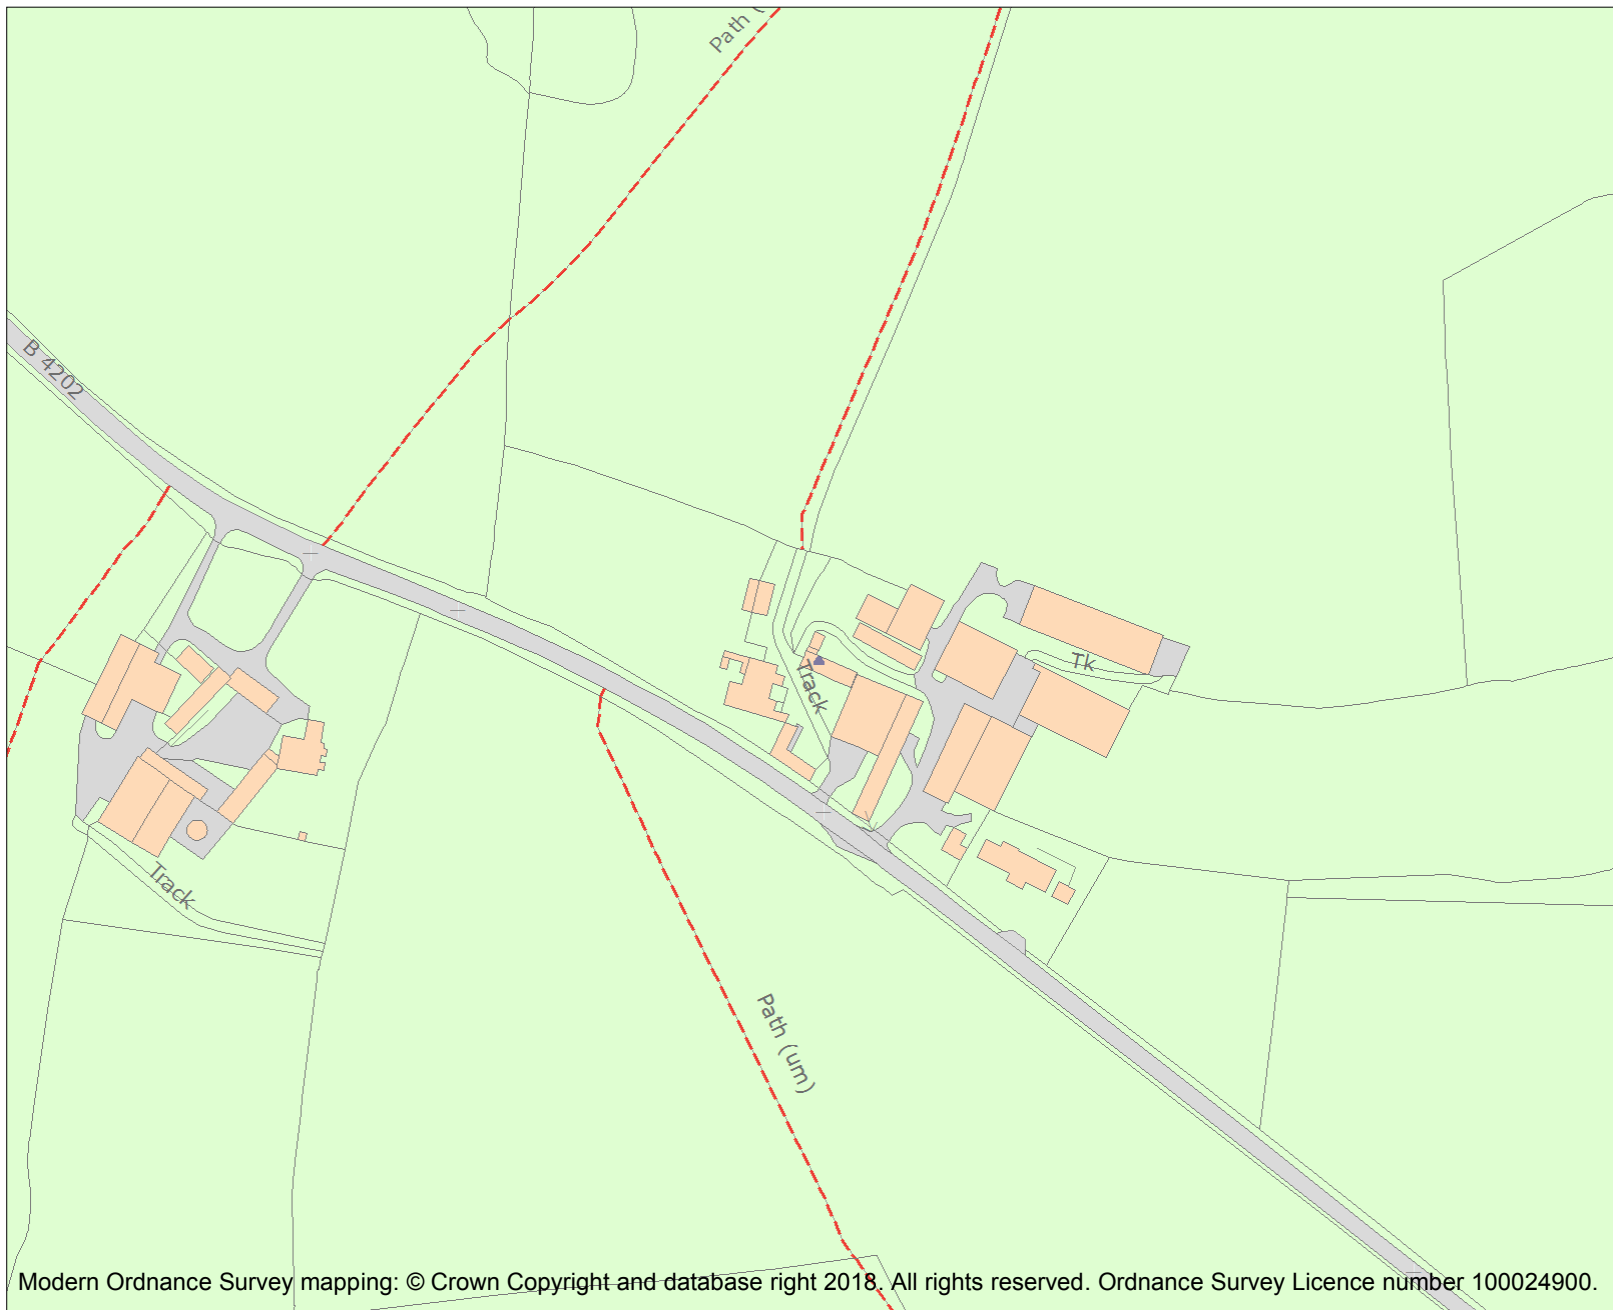 Path (
B 4202
Tk
Track
Track
Path (um)
Modern Ordnance Survey mapping: © Crown Copyright and database right 2018. All rights reserved. Ordnance Survey Licence number 100024900.